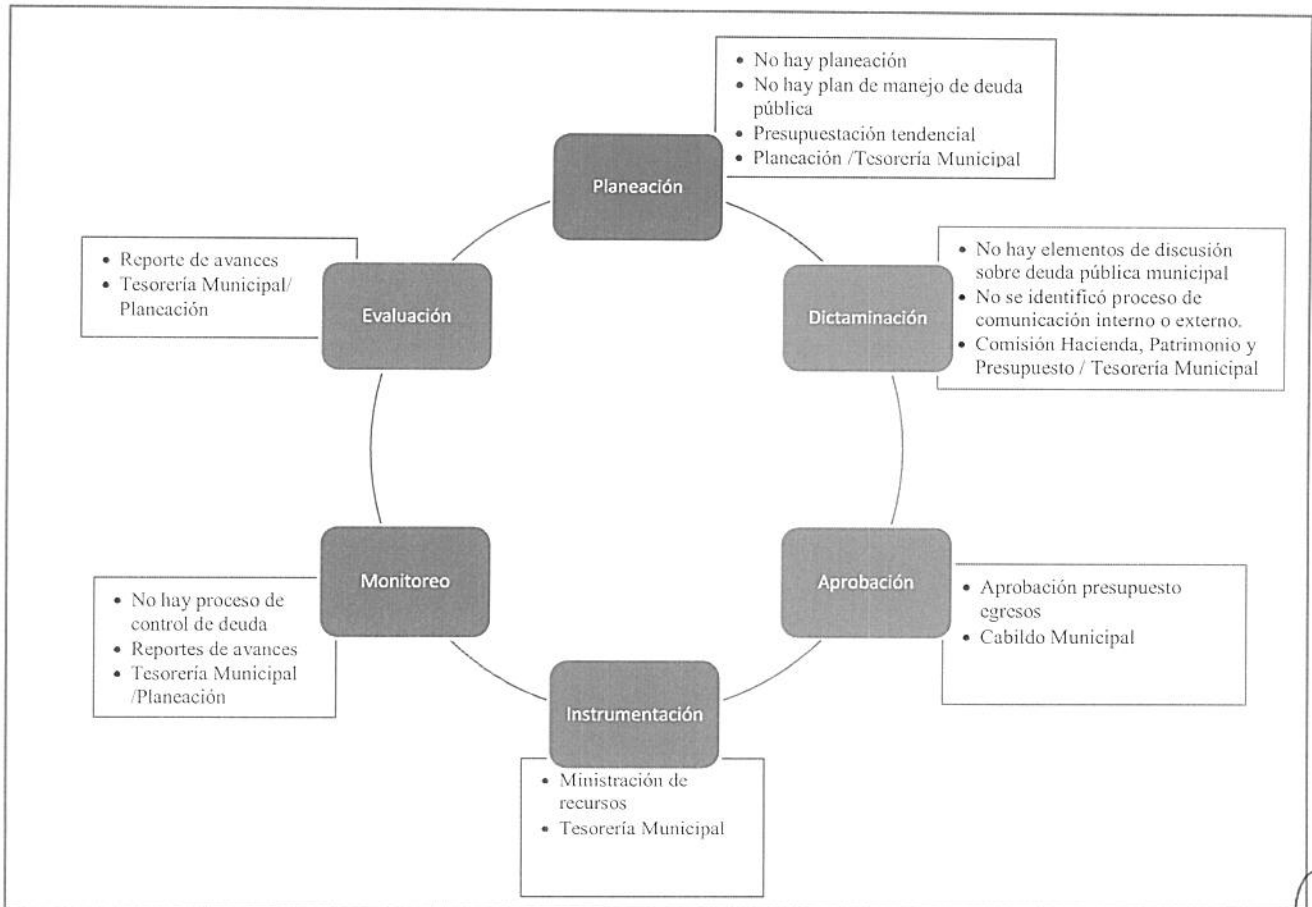 • No hay planeación
• No hay plan de manejo de deuda
pública
• Presupuestación tendencial
• Planeación /Tesorería Municipal
Planeación
• No hay elementos de discusión
sobre deuda pública municipal
• No se identificó proceso de
comunicación interno o externo.
• Comisión Hacienda, Patrimonio y
Presupuesto / Tesorería Municipal
Dictaminación
• Aprobación presupuesto
egresos
• Cabildo Municipal
Aprobación
Instrumentación
• Ministración de
recursos
• Tesorería Municipal
Monitoreo
• No hay proceso de
control de deuda
• Reportes de avances
• Tesorería Municipal
/Planeación
Evaluación
• Reporte de avances
• Tesorería Municipal/
Planeación